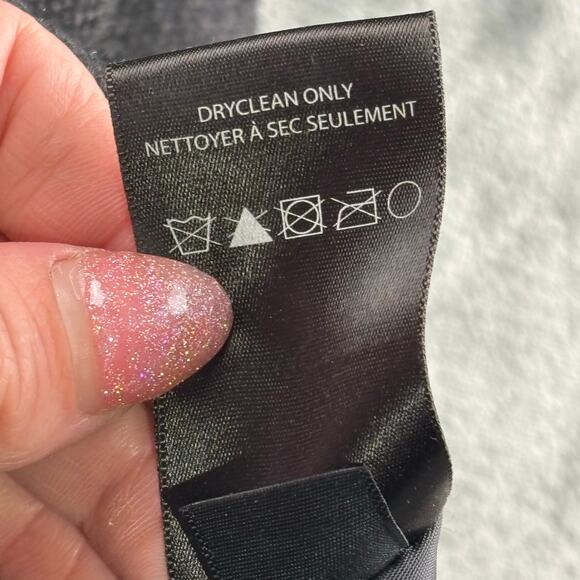 DRYCLEAN ONLY
NETTOYER À SEC SEULEMENT